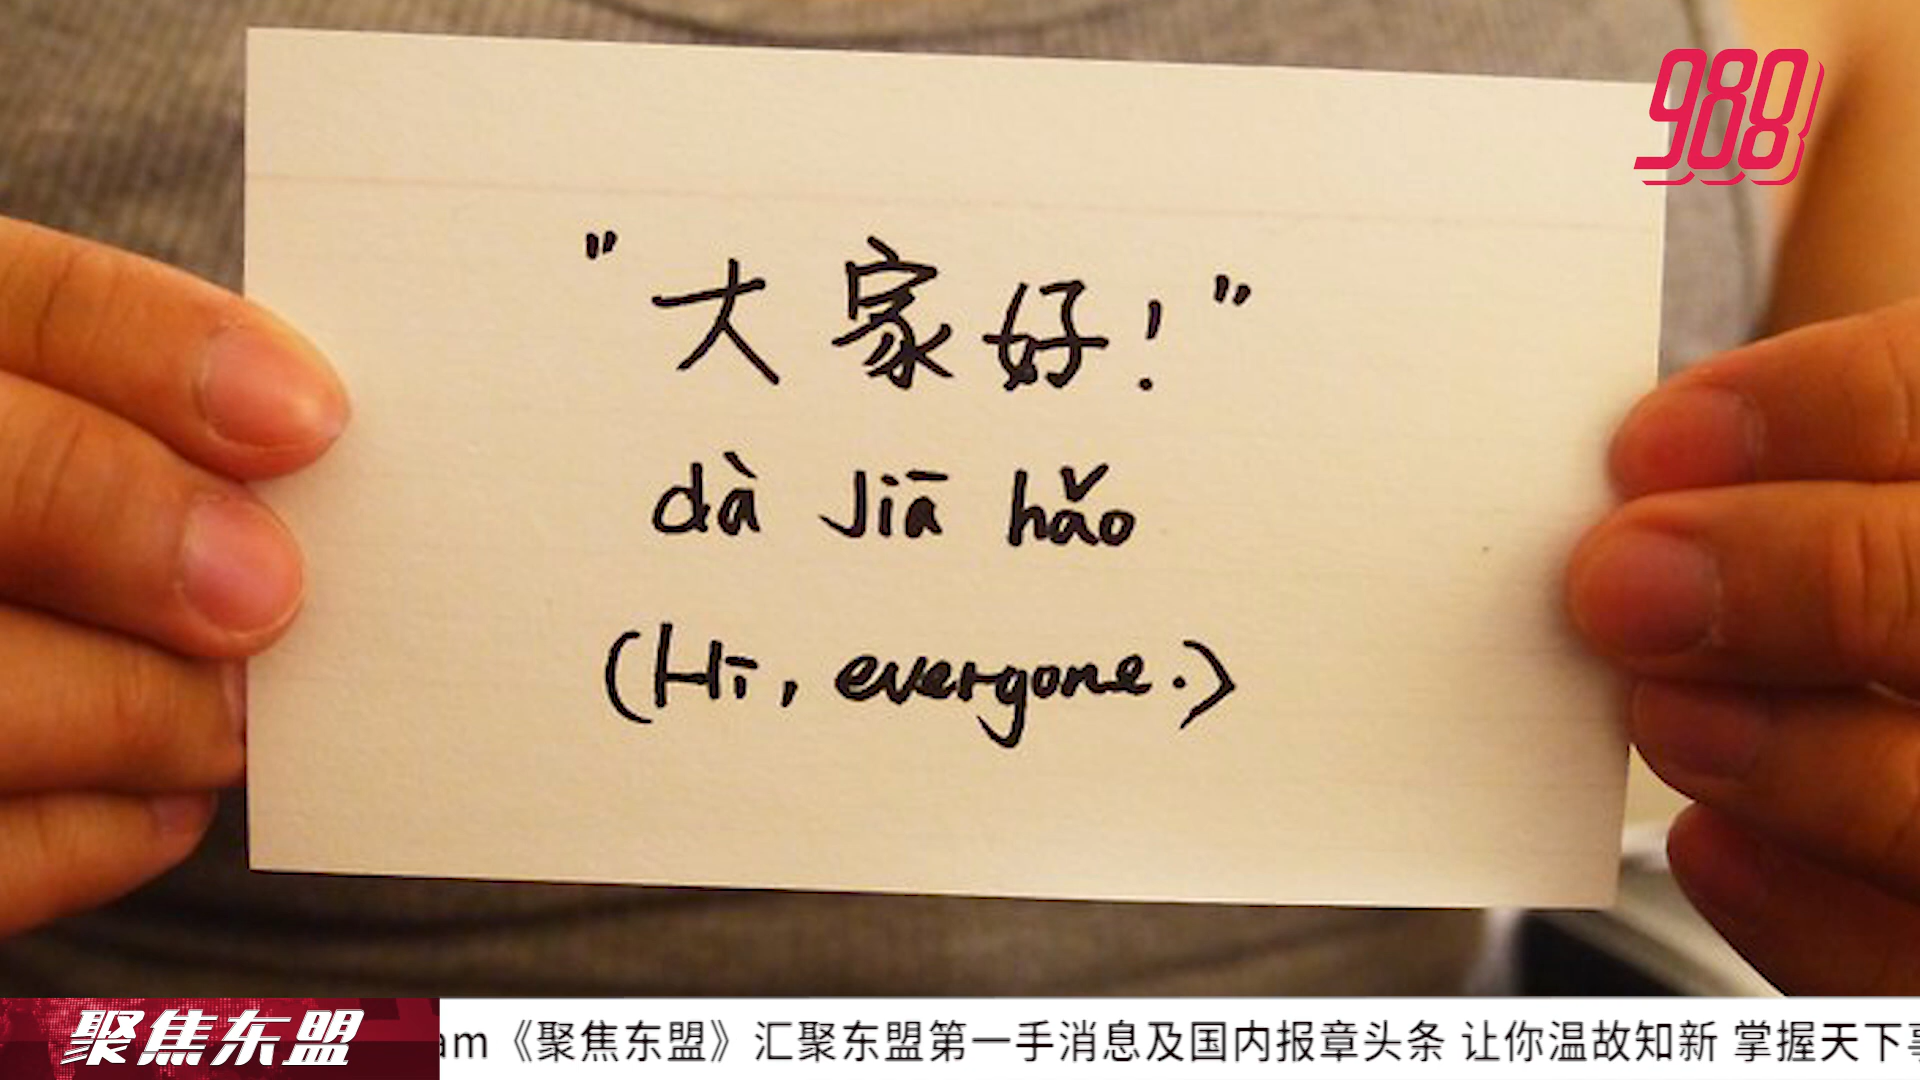 988
"大家好!"
dà Jiā hǎo
(Hi, everyone.)
聚焦东盟
am《聚焦东盟》汇聚东盟第一手消息及国内报章头条 让你温故知新 掌握天下